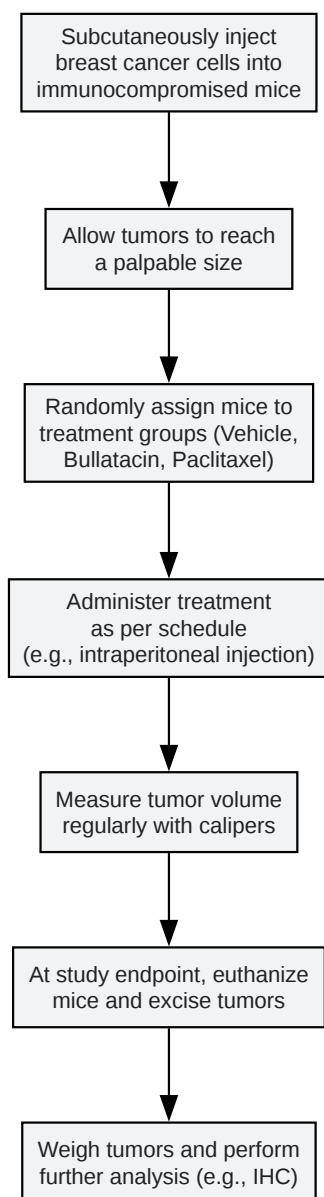 Subcutaneously inject
breast cancer cells into
immunocompromised mice
Allow tumors to reach
a palpable size
Randomly assign mice to
treatment groups (Vehicle,
Bullatacin, Paclitaxel)
Administer treatment
as per schedule
(e.g., intraperitoneal injection)
Measure tumor volume
regularly with calipers
At study endpoint, euthanize
mice and excise tumors
Weigh tumors and perform
further analysis (e.g., IHC)